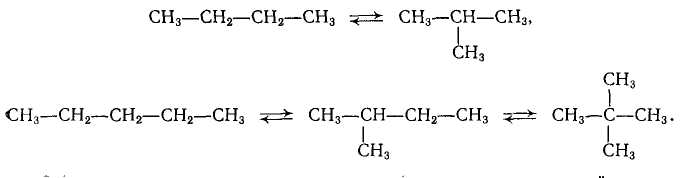 CH₃—CH₂—CH₂—CH₃ ⇌ CH₃—CH—CH₃,
CH₃
CH₃
CH₃—CH₂—CH₂—CH₂—CH₃ ⇌ CH₃—CH—CH₂—CH₃ ⇌ CH₃—C—CH₃.
CH₃ CH₃